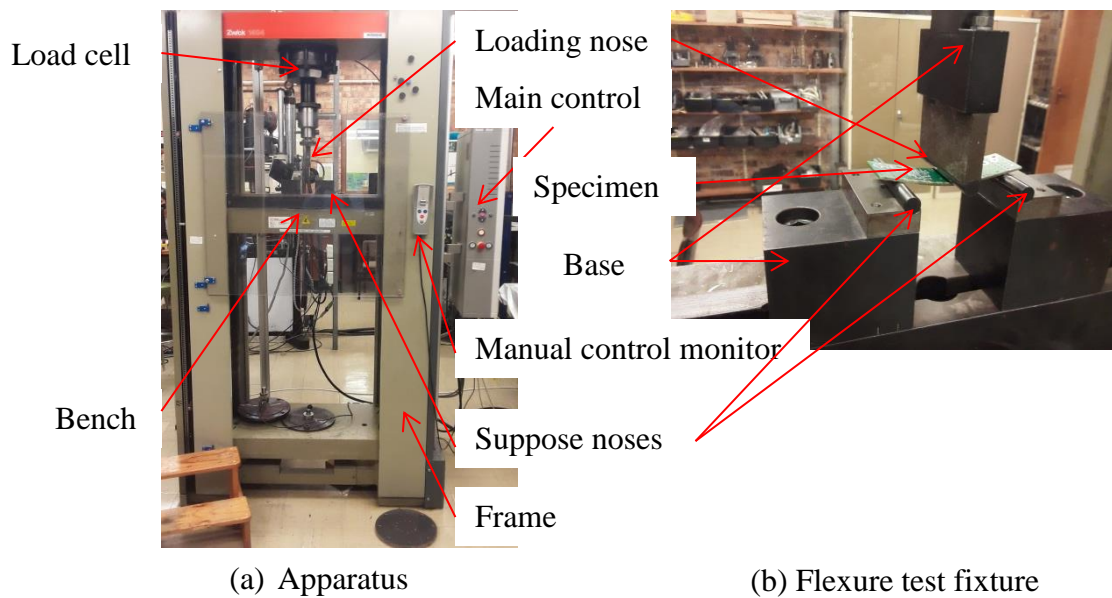 Zwick 1484
Load cell
Loading nose
Main control
Specimen
Base
Manual control monitor
Bench
Suppose noses
Frame
(a) Apparatus
(b) Flexure test fixture